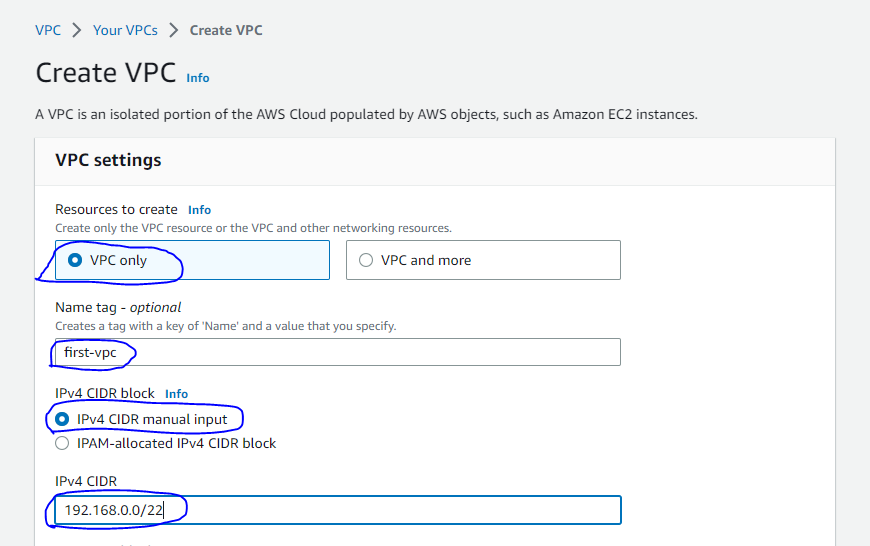 VPC > Your VPCs > Create VPC
Create VPC Info
A VPC is an isolated portion of the AWS Cloud populated by AWS objects, such as Amazon EC2 instances.
VPC settings
Resources to create Info
Create only the VPC resource or the VPC and other networking resources.
VPC only VPC and more
Name tag - optional
Creates a tag with a key of 'Name' and a value that you specify.
first-vpc
IPv4 CIDR block Info
IPv4 CIDR manual input
IPAM-allocated IPv4 CIDR block
IPv4 CIDR
192.168.0.0/22